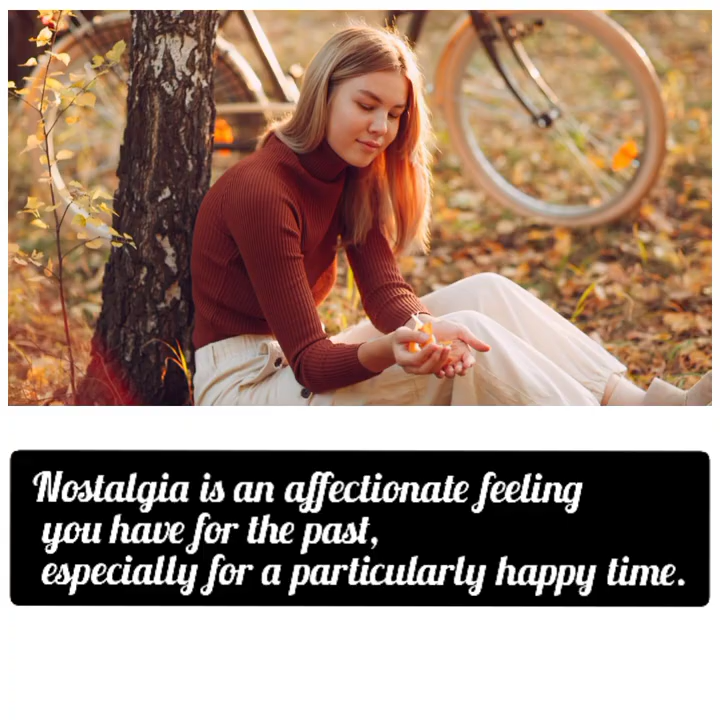 Nostalgia is an affectionate feeling
you have for the past,
especially for a particularly happy time.